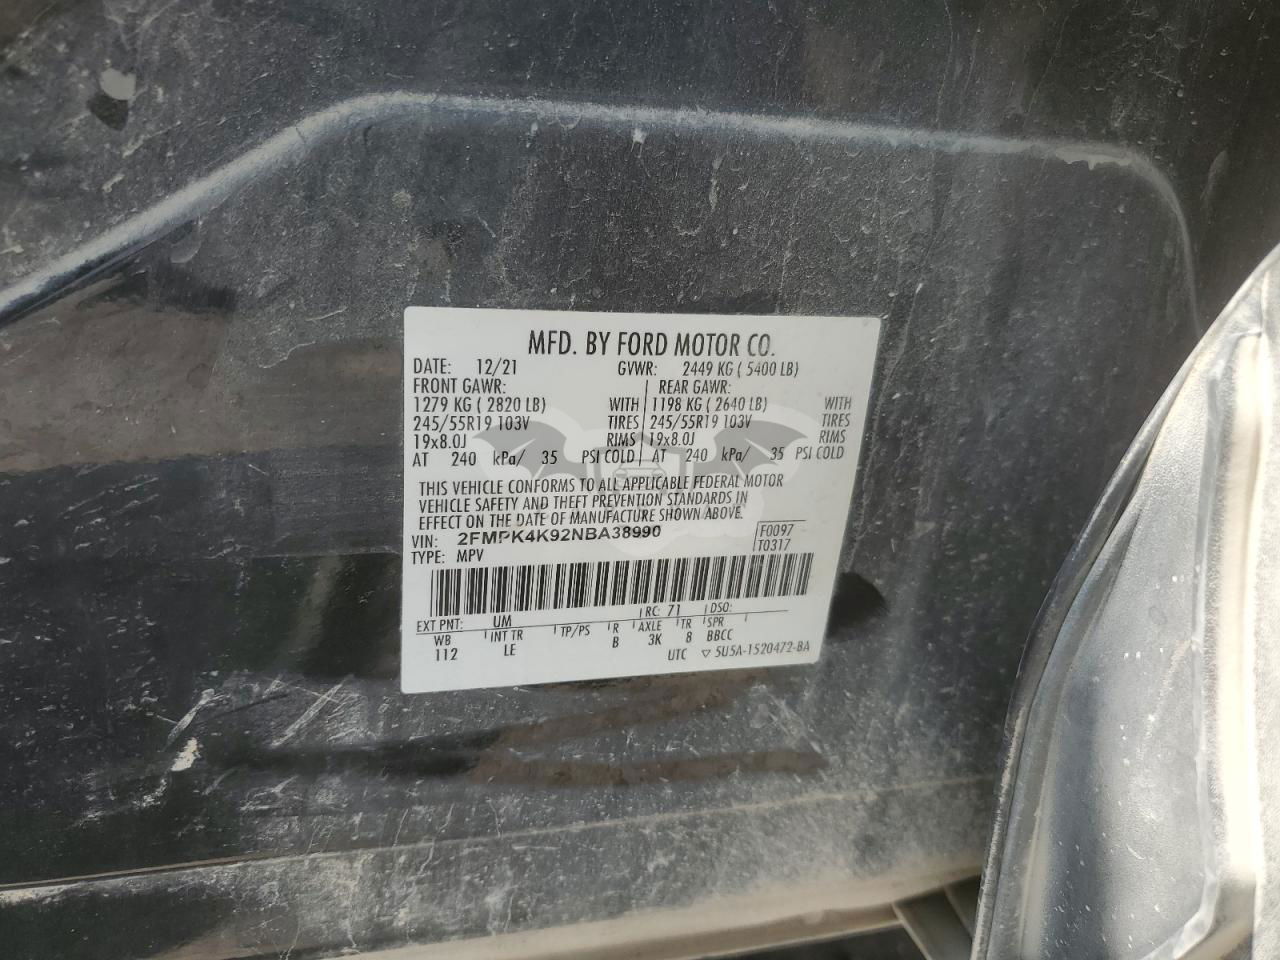 MFD. BY FORD MOTOR CO.
DATE: 12/21 GVWR: 2449 KG ( 5400 LB)
FRONT GAWR: REAR GAWR:
1279 KG ( 2820 LB) WITH 1198 KG ( 2640 LB) WITH
245/55R19 103V TIRES 245/55R19 103V TIRES
19x8.0J RIMS 19x8.0J RIMS
AT 240 kPa/ 35 PSI COLD AT 240 kPa/ 35 PSI COLD
THIS VEHICLE CONFORMS TO ALL APPLICABLE FEDERAL MOTOR
VEHICLE SAFETY AND THEFT PREVENTION STANDARDS IN
EFFECT ON THE DATE OF MANUFACTURE SHOWN ABOVE.
VIN: 2FMPK4K92NBA38990 F0097
TYPE: MPV T0317
EXT PNT: UM RC: 71 DSO:
WB INT TR TP/PS R AXLE TR SPR
112 LE B 3K 8 BBCC
UTC ▽ 5U5A-1520472-BA